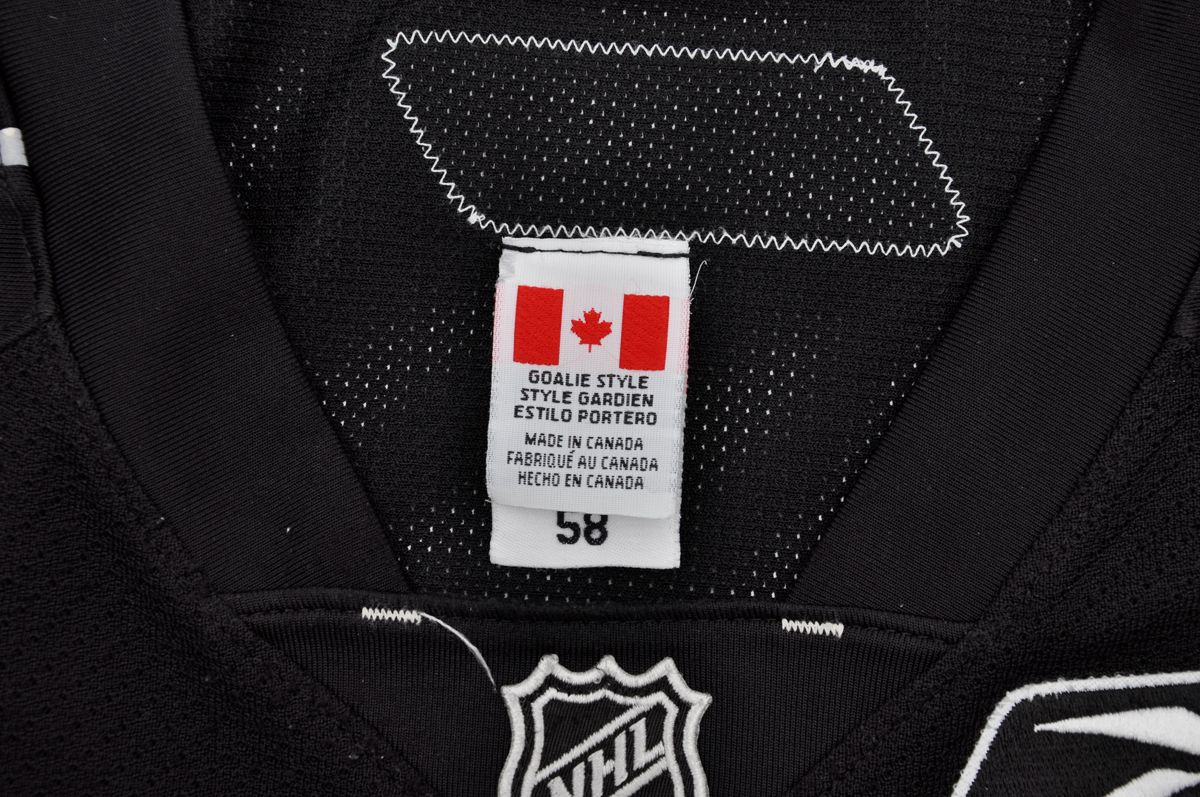 GOALIE STYLE
STYLE GARDIEN
ESTILO PORTERO
MADE IN CANADA
FABRIQUÉ AU CANADA
HECHO EN CANADA
58
NHL